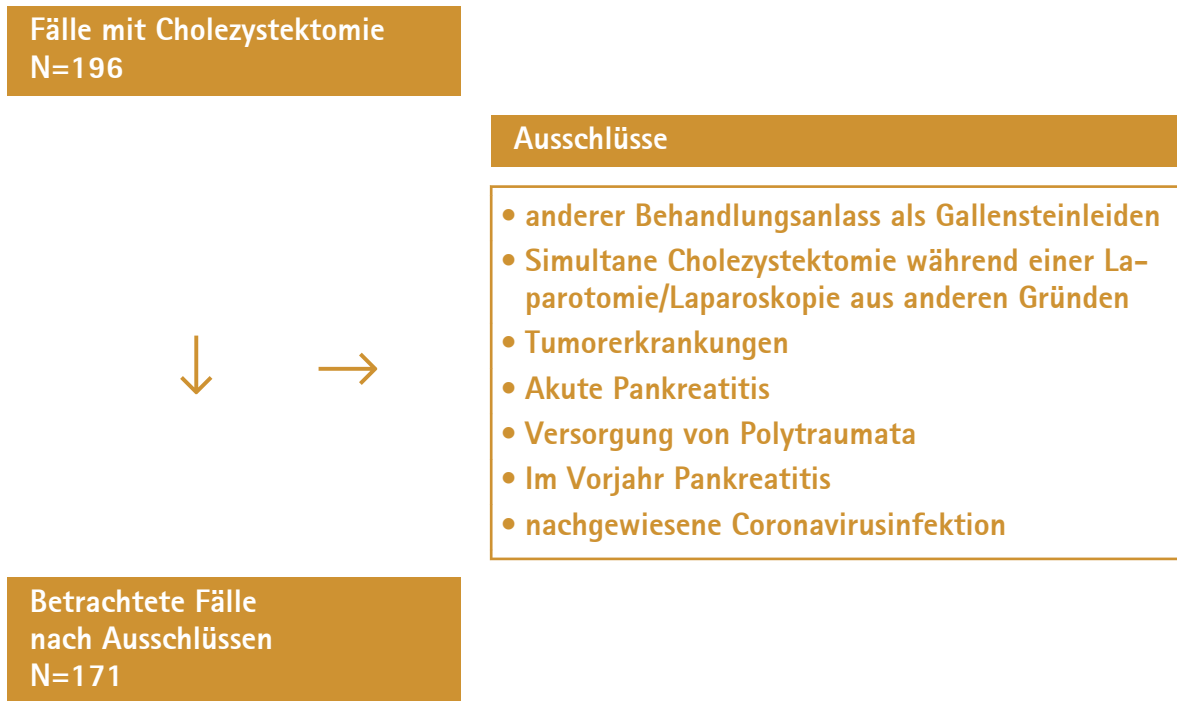 Fälle mit Cholezystektomie
N=196
Ausschlüsse
• anderer Behandlungsanlass als Gallensteinleiden
• Simultane Cholezystektomie während einer La-
parotomie/Laparoskopie aus anderen Gründen
• Tumorerkrankungen
• Akute Pankreatitis
• Versorgung von Polytraumata
• Im Vorjahr Pankreatitis
• nachgewiesene Coronavirusinfektion
Betrachtete Fälle
nach Ausschlüssen
N=171